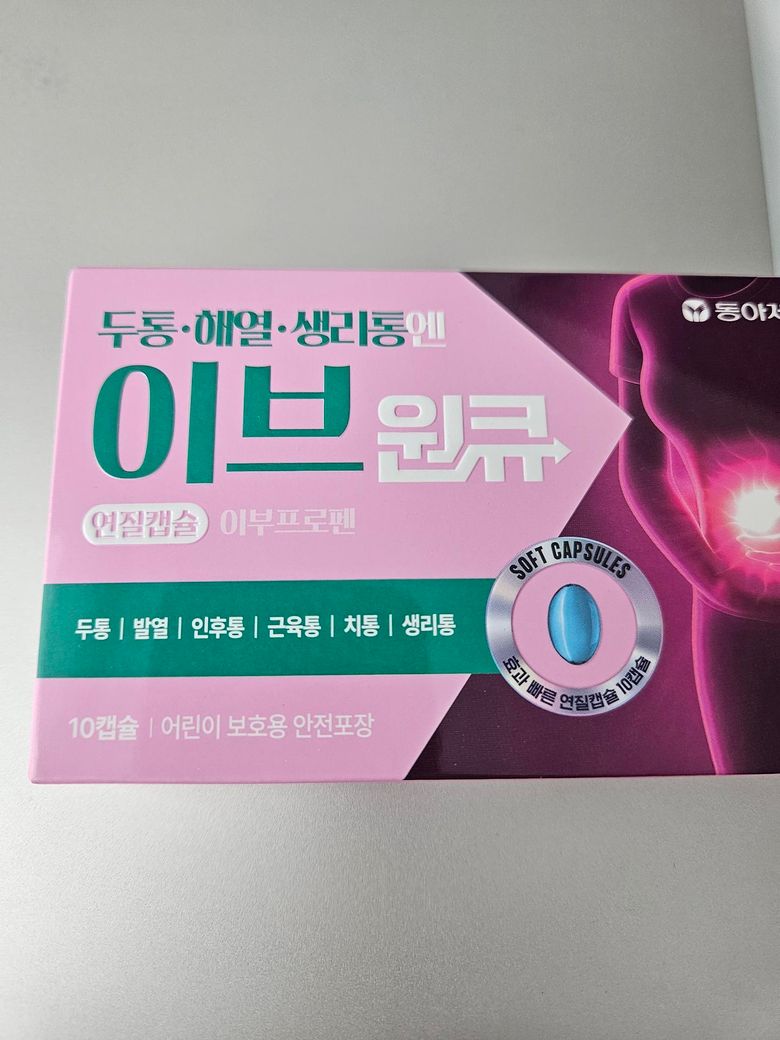 두통·해열·생리통엔
동아제
이브 원큐
연질캡슐 이부프로펜
SOFT CAPSULES
두통 | 발열 | 인후통 | 근육통 | 치통 | 생리통
효과 빠른 연질캡슐 10캡슐
10캡슐 | 어린이 보호용 안전포장